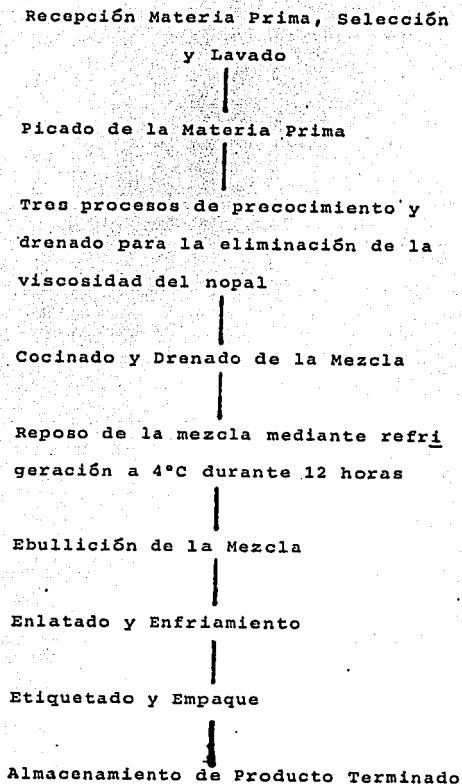 Recepción Materia Prima, Selección
y Lavado
Picado de la Materia Prima
Tres procesos de precocimiento y
drenado para la eliminación de la
viscosidad del nopal
Cocinado y Drenado de la Mezcla
Reposo de la mezcla mediante refri
geración a 4°C durante 12 horas
Ebullición de la Mezcla
Enlatado y Enfriamiento
Etiquetado y Empaque
Almacenamiento de Producto Terminado